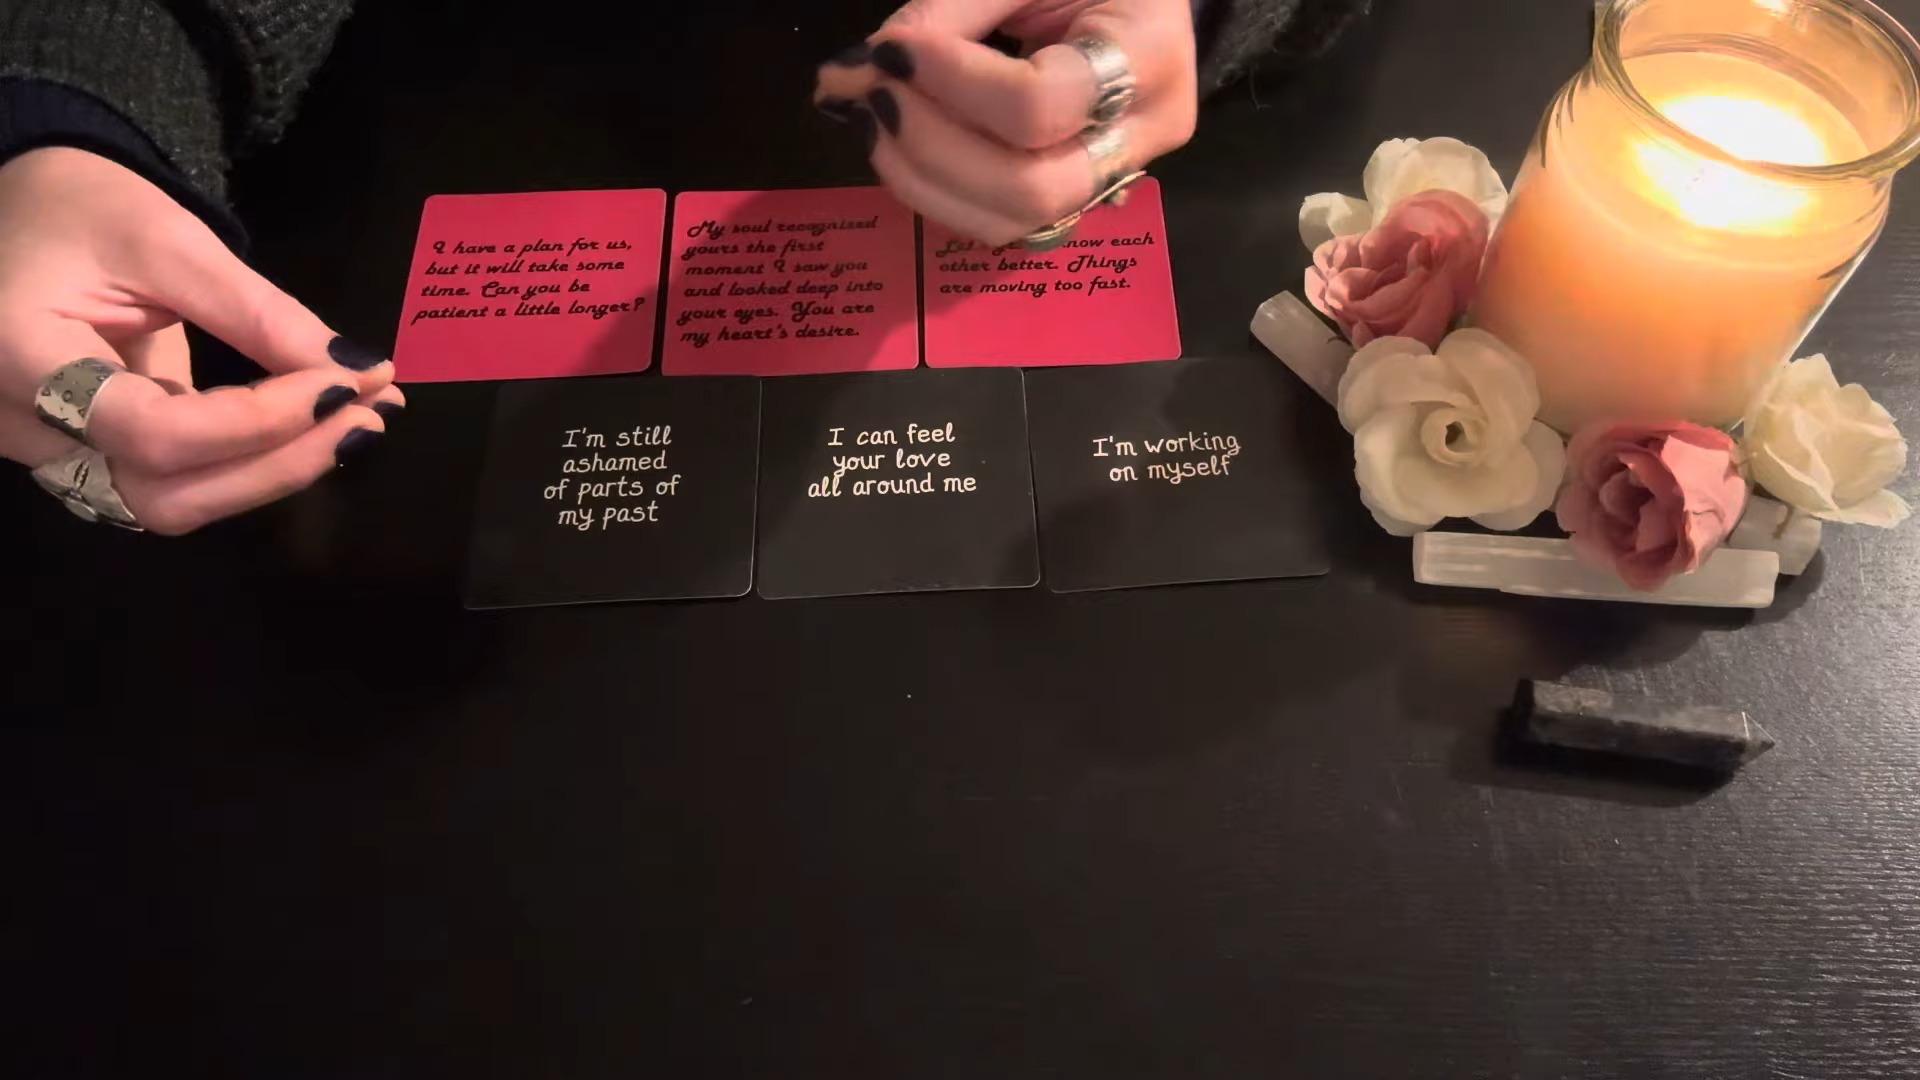 I have a plan for us,
but it will take some
time. Can you be
patient a little longer?
My soul recognized
yours the first
moment I saw you
and looked deep into
your eyes. You are
my heart's desire.
each
other better. Things
are moving too fast.
I'm still
ashamed
of parts of
my past
I can feel
your love
all around me
I'm working
on myself